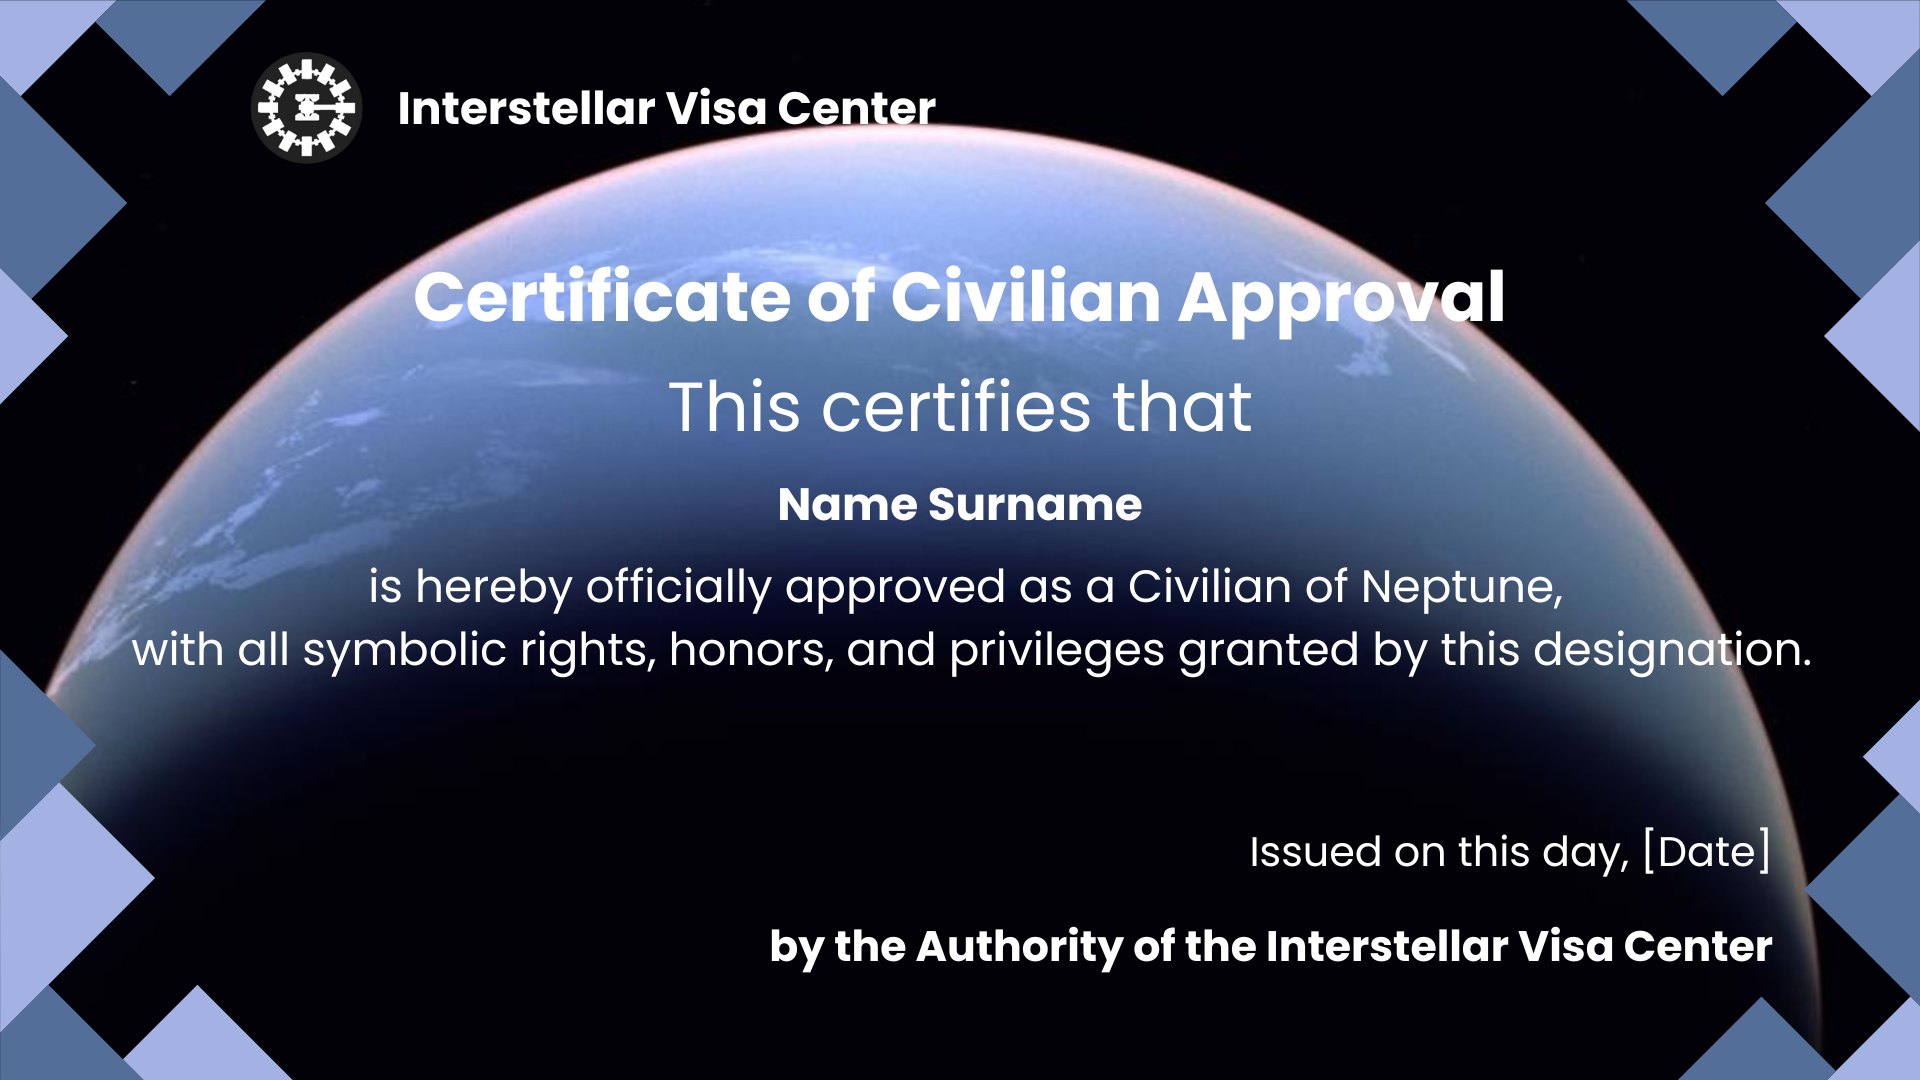 Interstellar Visa Center
Certificate of Civilian Approval
This certifies that
Name Surname
is hereby officially approved as a Civilian of Neptune,
with all symbolic rights, honors, and privileges granted by this designation.
Issued on this day, [Date]
by the Authority of the Interstellar Visa Center